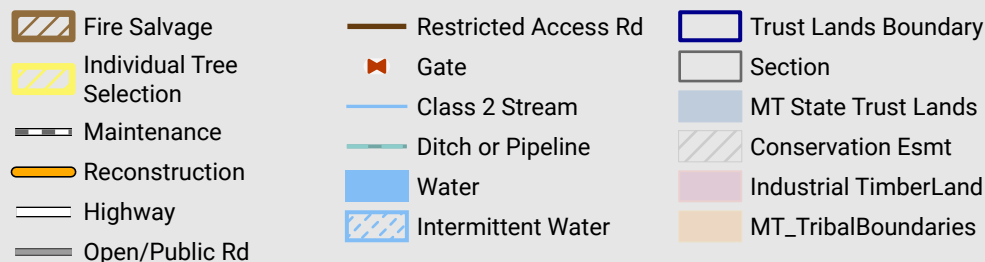 Fire Salvage
Individual Tree
Selection
Maintenance
Reconstruction
Highway
Open/Public Rd
Restricted Access Rd
Gate
Class 2 Stream
Ditch or Pipeline
Water
Intermittent Water
Trust Lands Boundary
Section
MT State Trust Lands
Conservation Esmt
Industrial TimberLand
MT_TribalBoundaries